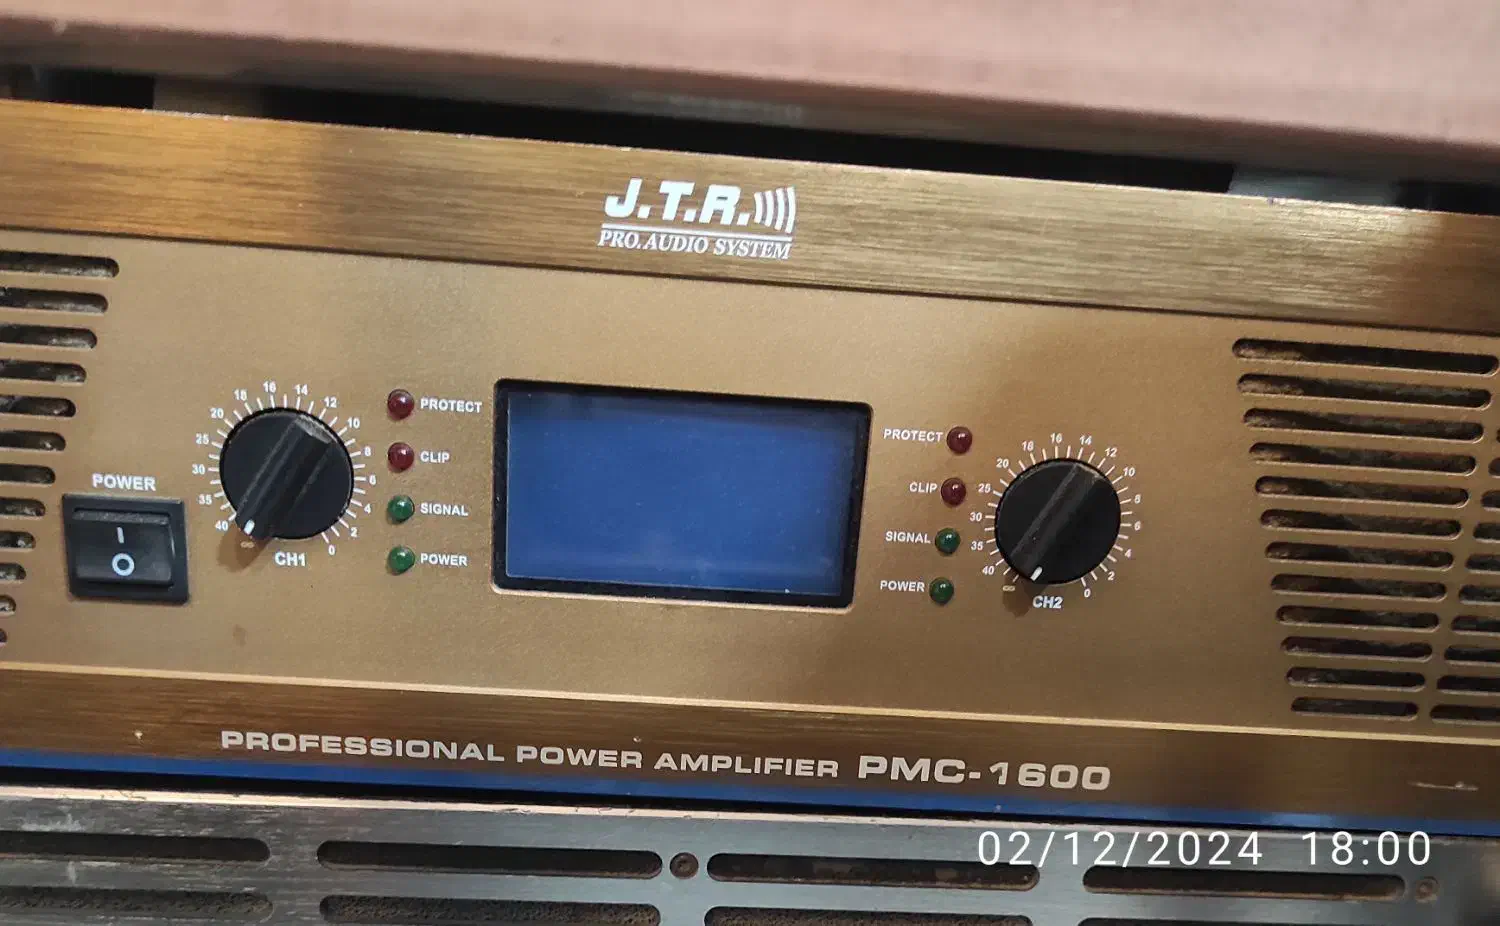 J.T.R.
PRO.AUDIO SYSTEM
POWER
I
O
40 35 30 25 20 18 16 14 12 10 8 6 4 2 0
∞
CH1
PROTECT
CLIP
SIGNAL
POWER
PROTECT
CLIP
SIGNAL
POWER
40 35 30 25 20 18 16 14 12 10 8 6 4 2 0
∞
CH2
PROFESSIONAL POWER AMPLIFIER PMC-1600
02/12/2024 18:00